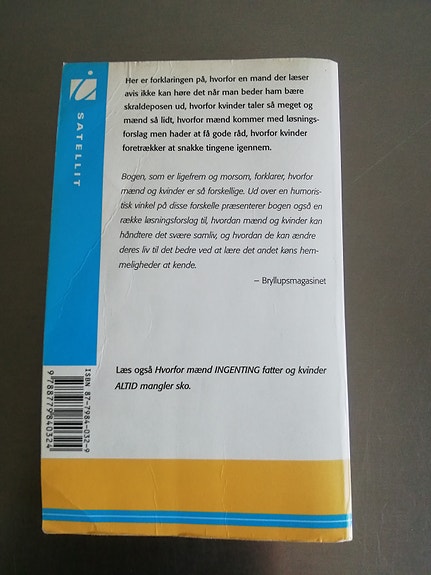 Her er forklaringen på, hvorfor en mand der læser
avis ikke kan høre det når man beder ham bære
skraldeposen ud, hvorfor kvinder taler så meget og
mænd så lidt, hvorfor mænd kommer med løsnings-
forslag men hader at få gode råd, hvorfor kvinder
foretrækker at snakke tingene igennem.
Bogen, som er ligefrem og morsom, forklarer, hvorfor
mænd og kvinder er så forskellige. Ud over en humoris-
tisk vinkel på disse forskelle præsenterer bogen også en
række løsningsforslag til, hvordan mænd og kvinder kan
håndtere det svære samliv, og hvordan de kan ændre
deres liv til det bedre ved at lære det andet køns hem-
meligheder at kende.
– Bryllupsmagasinet
Læs også Hvorfor mænd INGENTING fatter og kvinder
ALTID mangler sko.
SATELLIT
ISBN 87-7984-032-9
9788779840324